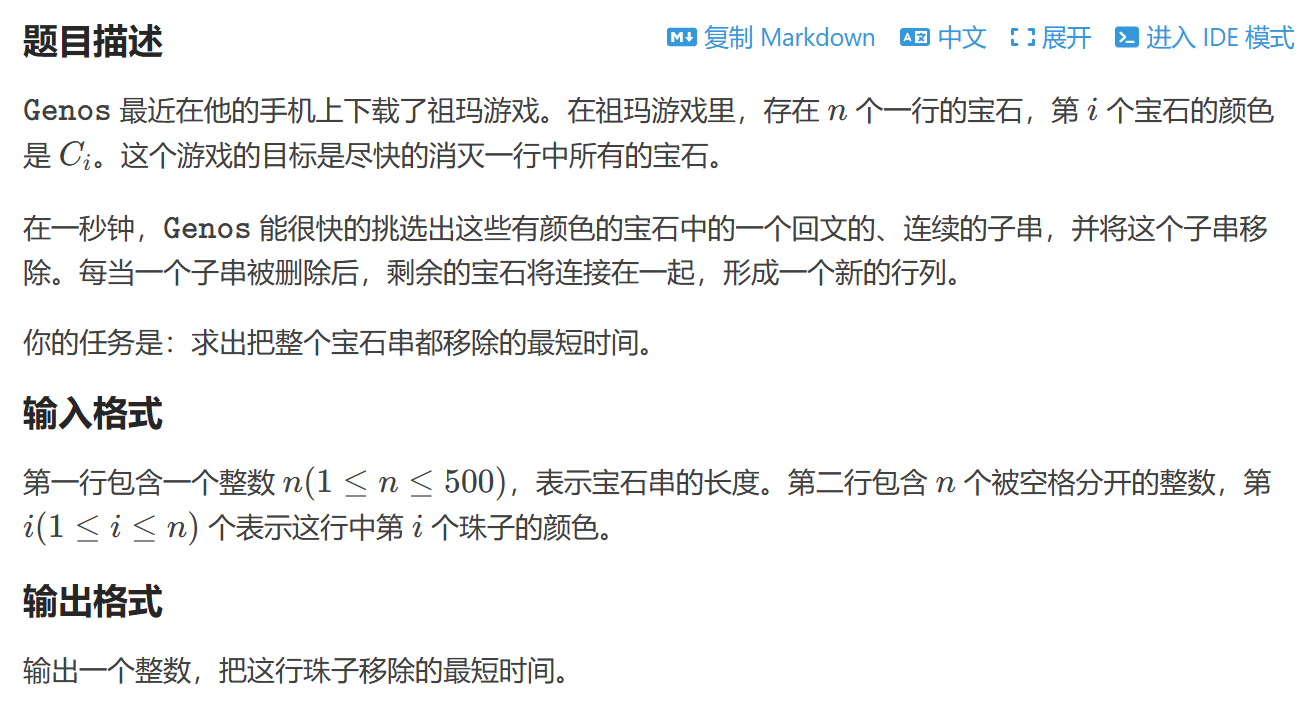 题目描述
复制 Markdown 中文 展开 进入 IDE 模式
Genos 最近在他的手机上下载了祖玛游戏。在祖玛游戏里，存在 n 个一行的宝石，第 i 个宝石的颜色
是 C_i。这个游戏的目标是尽快的消灭一行中所有的宝石。
在一秒钟，Genos 能很快的挑选出这些有颜色的宝石中的一个回文的、连续的子串，并将这个子串移
除。每当一个子串被删除后，剩余的宝石将连接在一起，形成一个新的行列。
你的任务是：求出把整个宝石串都移除的最短时间。
输入格式
第一行包含一个整数 n(1 ≤ n ≤ 500)，表示宝石串的长度。第二行包含 n 个被空格分开的整数，第
i(1 ≤ i ≤ n) 个表示这行中第 i 个珠子的颜色。
输出格式
输出一个整数，把这行珠子移除的最短时间。